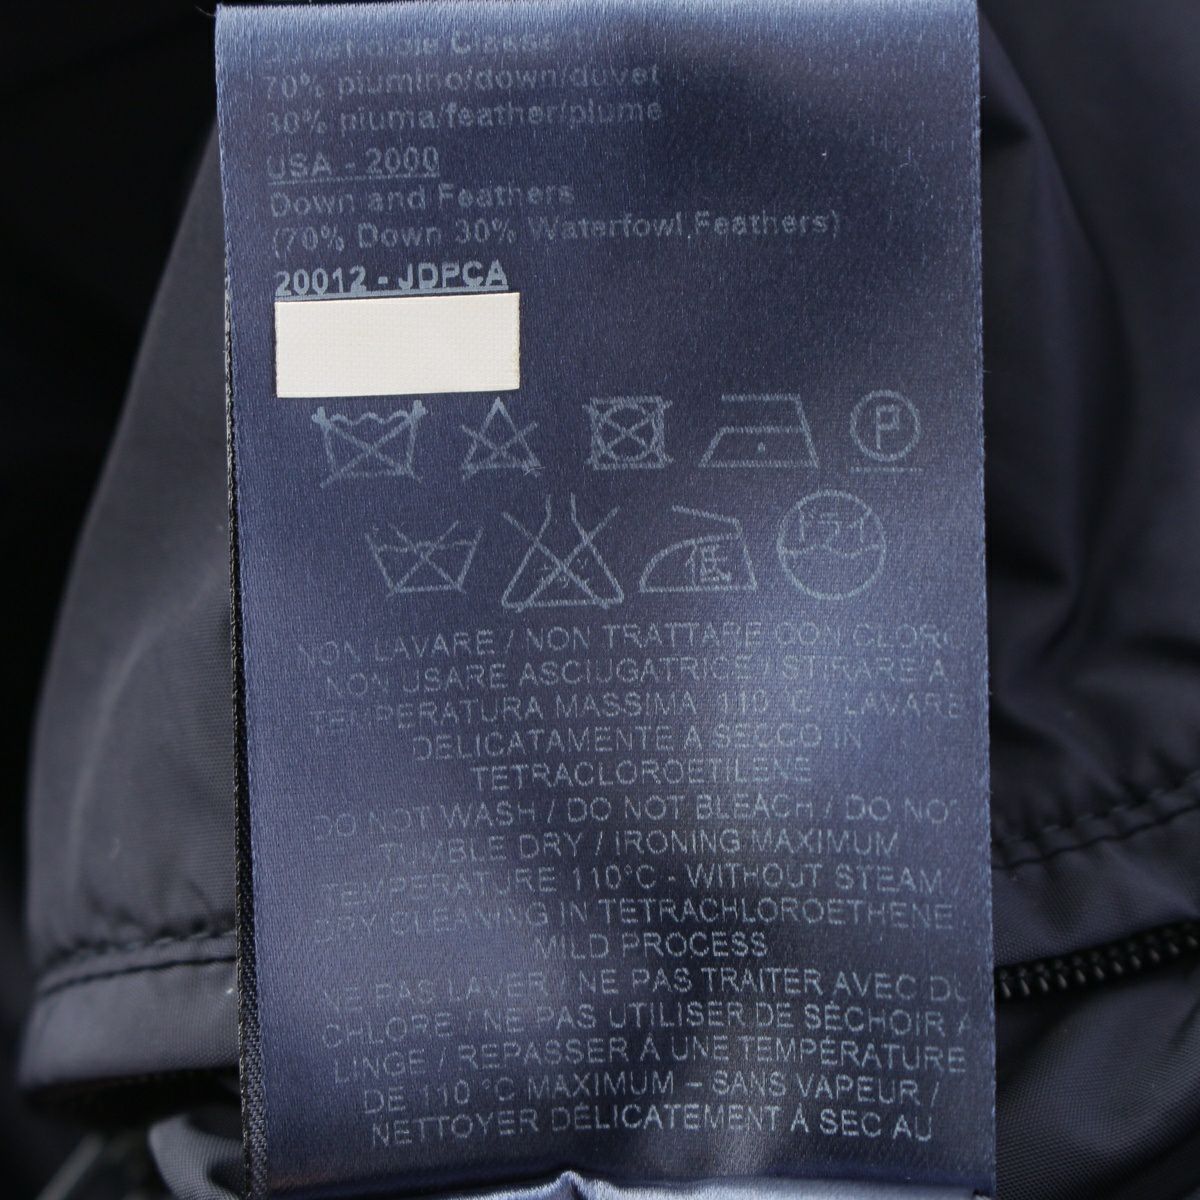 70% piumino/down/duvet
30% piuma/feather/plume
USA - 2000
Down and Feathers
(70% Down 30% Waterfowl Feathers)
20012 - JDPCA
P
ドライ
低
NON LAVARE / NON TRATTARE CON CLORO
NON USARE ASCIUGATRICE / STIRARE A
TEMPERATURA MASSIMA 110°C / LAVARE
DELICATAMENTE A SECCO IN
TETRACLOROETILENE
DO NOT WASH / DO NOT BLEACH / DO NOT
TUMBLE DRY / IRONING MAXIMUM
TEMPERATURE 110°C - WITHOUT STEAM /
DRY CLEANING IN TETRACHLOROETHENE
MILD PROCESS
NE PAS LAVER / NE PAS TRAITER AVEC DU
CHLORE / NE PAS UTILISER DE SÉCHOIR À
LINGE / REPASSER À UNE TEMPÉRATURE
DE 110 °C MAXIMUM – SANS VAPEUR /
NETTOYER DÉLICATEMENT À SEC AU